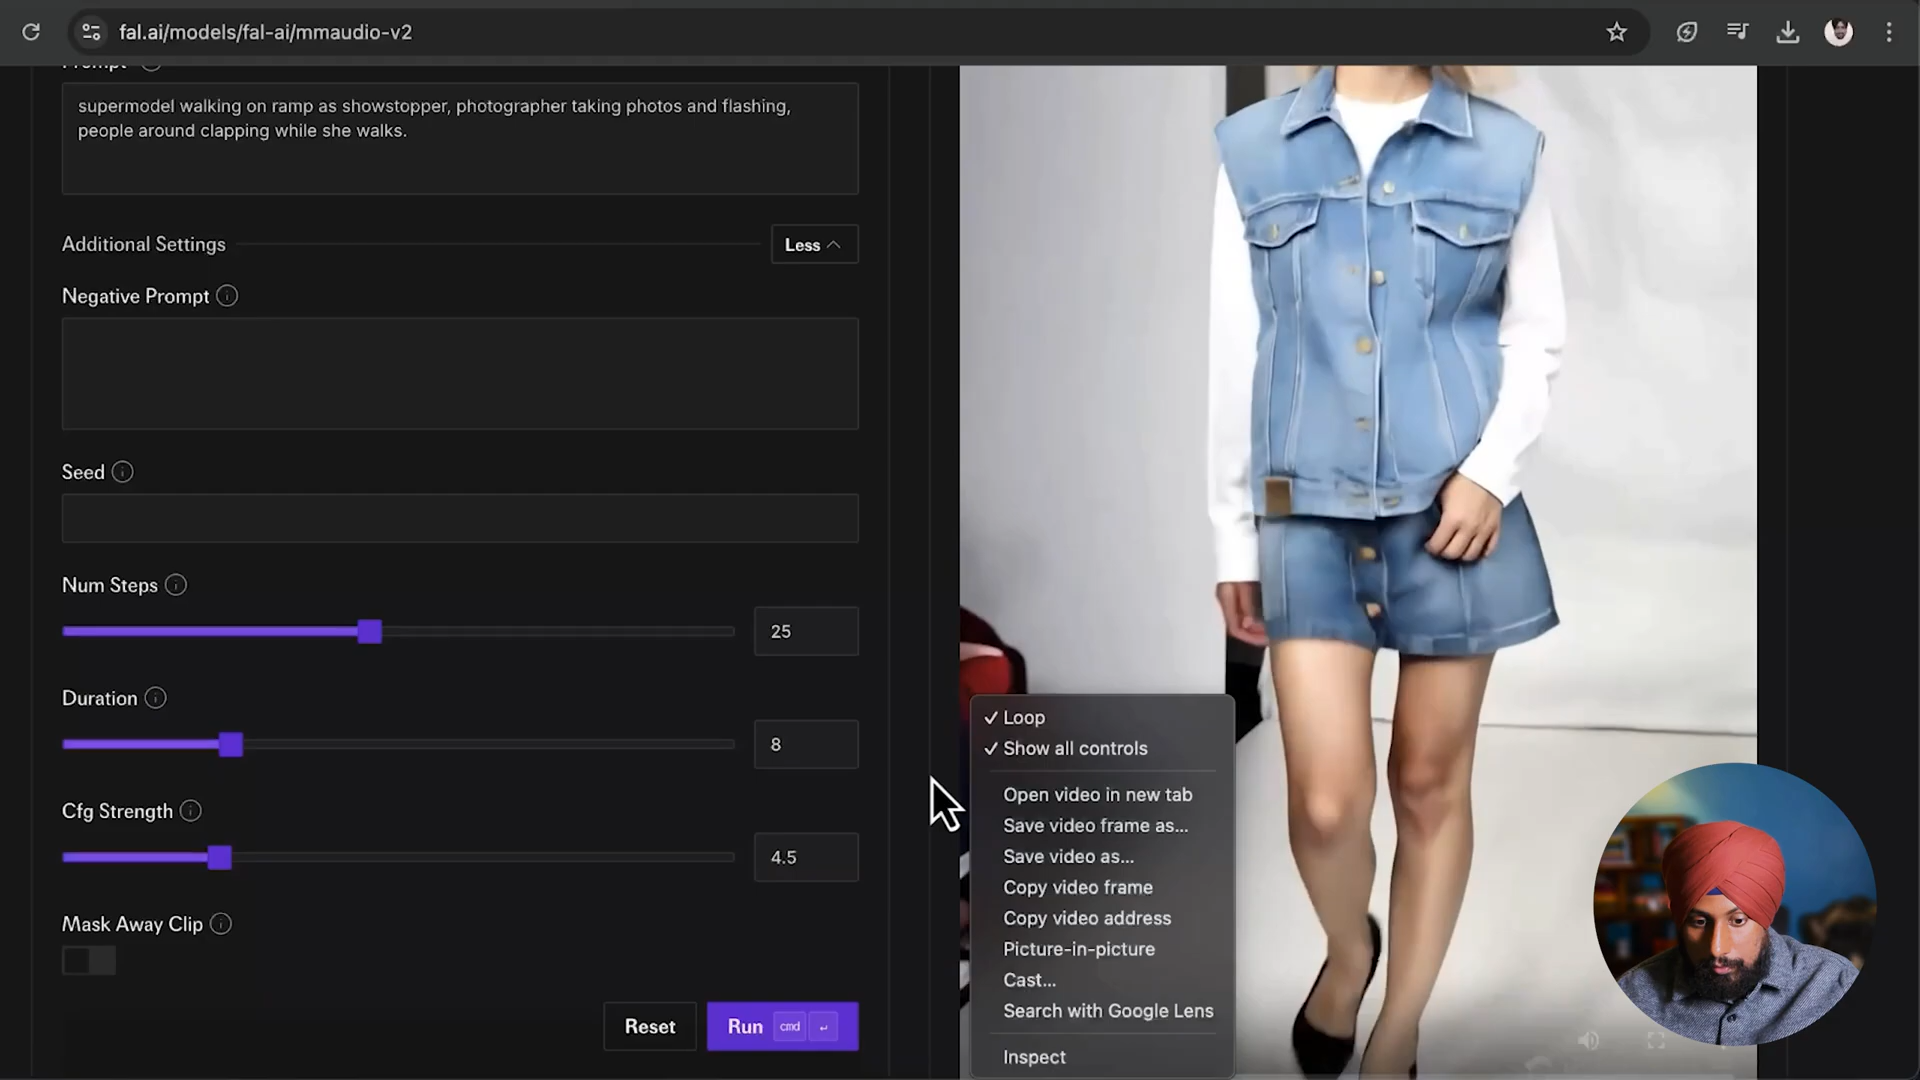 fal.ai/models/fal-ai/mmaudio-v2
Prompt
supermodel walking on ramp as showstopper, photographer taking photos and flashing,
people around clapping while she walks.
Additional Settings
Less
Negative Prompt
Seed
Num Steps
25
Duration
8
Cfg Strength
4.5
Mask Away Clip
Reset
Run cmd
Loop
Show all controls
Open video in new tab
Save video frame as...
Save video as...
Copy video frame
Copy video address
Picture-in-picture
Cast...
Search with Google Lens
Inspect